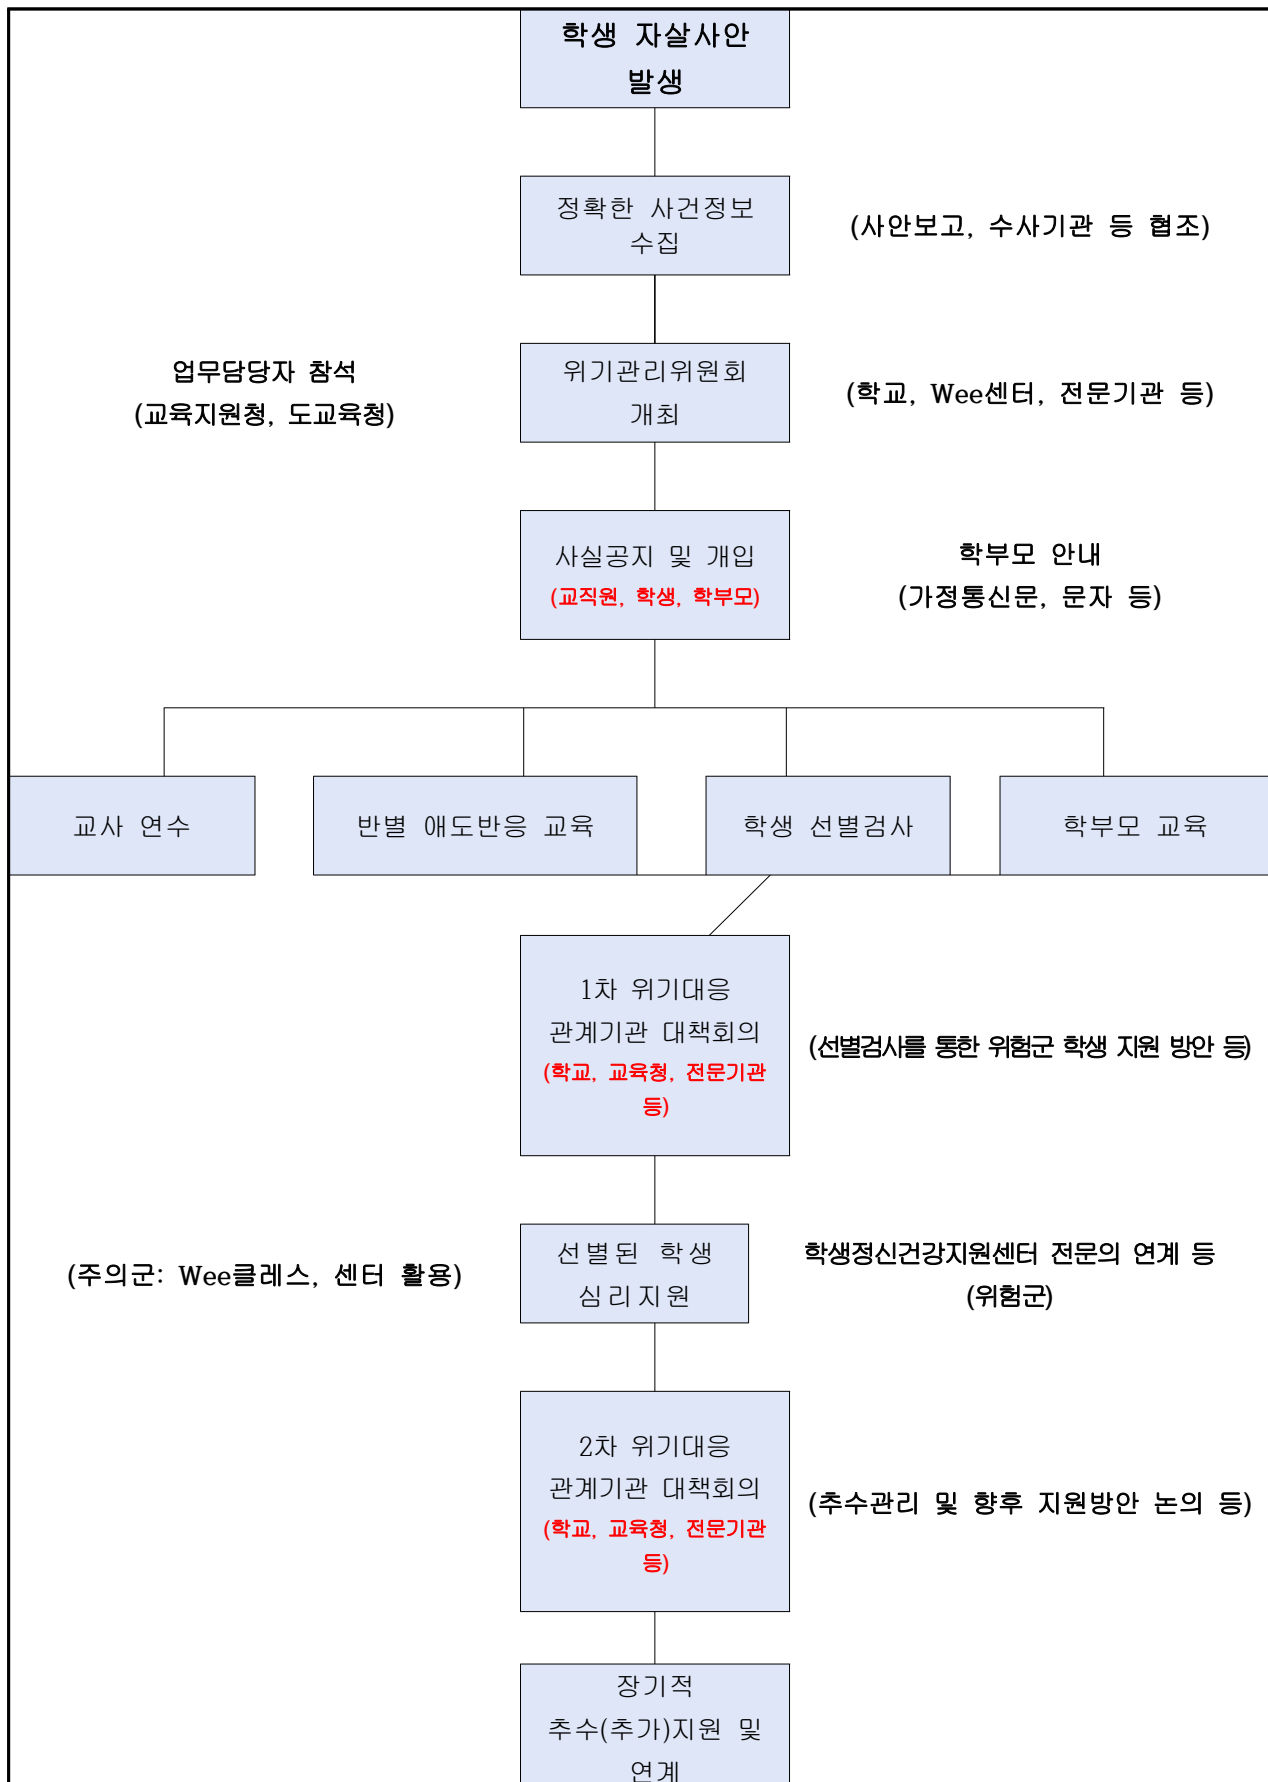 학생 자살사안
발생
정확한 사건정보
수집
(사안보고, 수사기관 등 협조)
업무담당자 참석
(교육지원청, 도교육청)
위기관리위원회
개최
(학교, Wee센터, 전문기관 등)
사실공지 및 개입
(교직원, 학생, 학부모)
학부모 안내
(가정통신문, 문자 등)
교사 연수
반별 애도반응 교육
학생 선별검사
학부모 교육
1차 위기대응
관계기관 대책회의
(학교, 교육청, 전문기관
등)
(선별검사를 통한 위험군 학생 지원 방안 등)
(주의군: Wee클레스, 센터 활용)
선별된 학생
심리지원
학생정신건강지원센터 전문의 연계 등
(위험군)
2차 위기대응
관계기관 대책회의
(학교, 교육청, 전문기관
등)
(추수관리 및 향후 지원방안 논의 등)
장기적
추수(추가)지원 및
연계